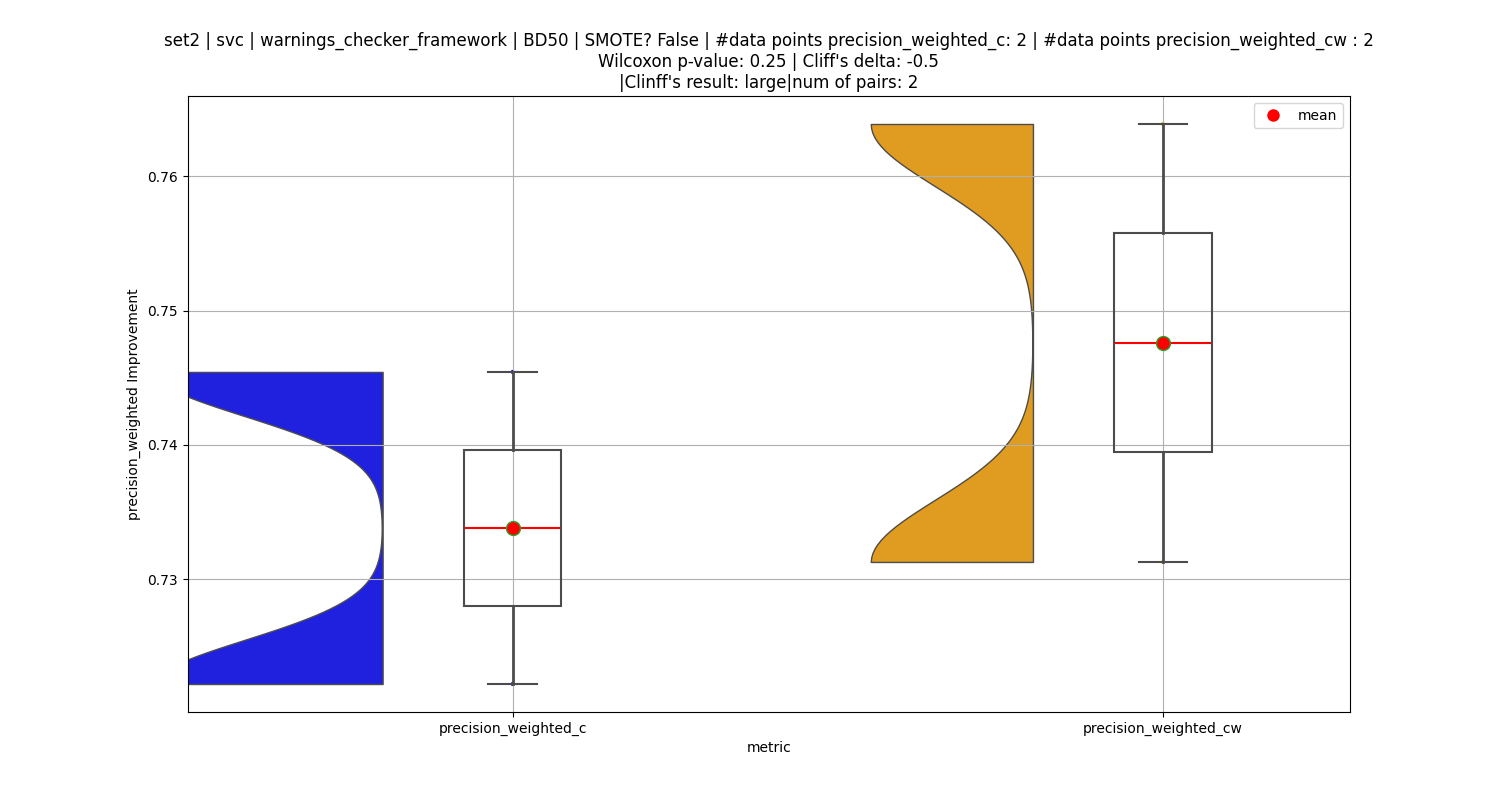 set2 | svc | warnings_checker_framework | BD50 | SMOTE? False | #data points precision_weighted_c: 2 | #data points precision_weighted_cw : 2
Wilcoxon p-value: 0.25 | Cliff's delta: -0.5
|Clinff's result: large|num of pairs: 2
mean
0.76
0.75
0.74
0.73
precision_weighted Improvement
precision_weighted_c
precision_weighted_cw
metric